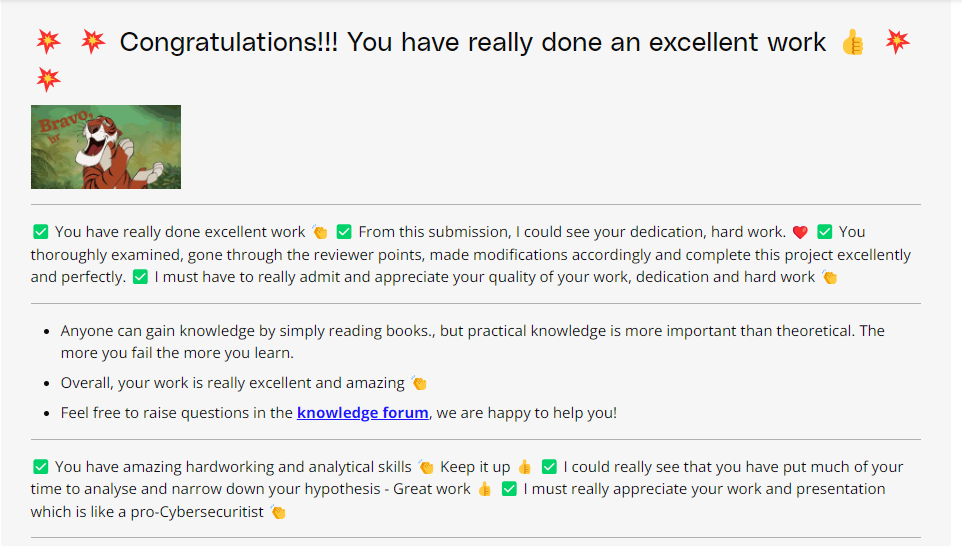 💥 💥 Congratulations!!! You have really done an excellent work 👍 💥
💥
Bravo,
br
✅ You have really done excellent work 👏 ✅ From this submission, I could see your dedication, hard work. ❤️ ✅ You
thoroughly examined, gone through the reviewer points, made modifications accordingly and complete this project excellently
and perfectly. ✅ I must have to really admit and appreciate your quality of your work, dedication and hard work 👏
• Anyone can gain knowledge by simply reading books., but practical knowledge is more important than theoretical. The
more you fail the more you learn.
• Overall, your work is really excellent and amazing 👏
• Feel free to raise questions in the knowledge forum, we are happy to help you!
✅ You have amazing hardworking and analytical skills 👏 Keep it up 👍 ✅ I could really see that you have put much of your
time to analyse and narrow down your hypothesis - Great work 👍 ✅ I must really appreciate your work and presentation
which is like a pro-Cybersecuritist 👏